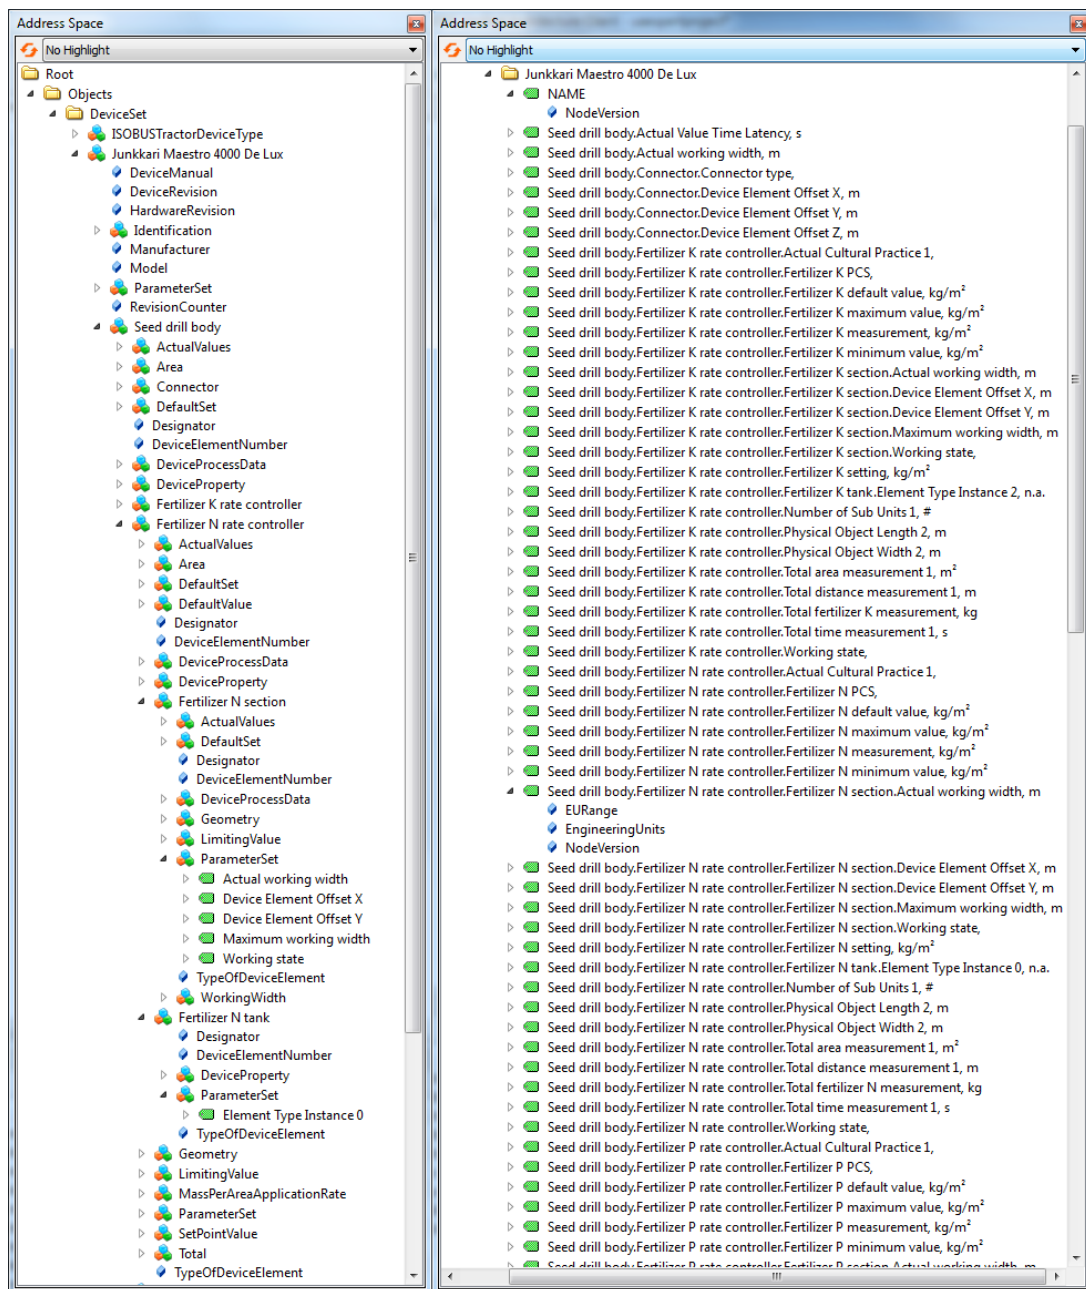 Address Space
No Highlight
Root
Objects
DeviceSet
ISOBUSTractorDeviceType
Junkkari Maestro 4000 De Lux
DeviceManual
DeviceRevision
HardwareRevision
Identification
Manufacturer
Model
ParameterSet
RevisionCounter
Seed drill body
ActualValues
Area
Connector
DefaultSet
Designator
DeviceElementNumber
DeviceProcessData
DeviceProperty
Fertilizer K rate controller
Fertilizer N rate controller
ActualValues
Area
DefaultSet
DefaultValue
Designator
DeviceElementNumber
DeviceProcessData
DeviceProperty
Fertilizer N section
ActualValues
DefaultSet
Designator
DeviceElementNumber
DeviceProcessData
Geometry
LimitingValue
ParameterSet
Actual working width
Device Element Offset X
Device Element Offset Y
Maximum working width
Working state
TypeOfDeviceElement
WorkingWidth
Fertilizer N tank
Designator
DeviceElementNumber
DeviceProperty
ParameterSet
Element Type Instance 0
TypeOfDeviceElement
Geometry
LimitingValue
MassPerAreaApplicationRate
ParameterSet
SetPointValue
Total
TypeOfDeviceElement
Address Space
No Highlight
Junkkari Maestro 4000 De Lux
NAME
NodeVersion
Seed drill body.Actual Value Time Latency, s
Seed drill body.Actual working width, m
Seed drill body.Connector.Connector type,
Seed drill body.Connector.Device Element Offset X, m
Seed drill body.Connector.Device Element Offset Y, m
Seed drill body.Connector.Device Element Offset Z, m
Seed drill body.Fertilizer K rate controller.Actual Cultural Practice 1,
Seed drill body.Fertilizer K rate controller.Fertilizer K PCS,
Seed drill body.Fertilizer K rate controller.Fertilizer K default value, kg/m²
Seed drill body.Fertilizer K rate controller.Fertilizer K maximum value, kg/m²
Seed drill body.Fertilizer K rate controller.Fertilizer K measurement, kg/m²
Seed drill body.Fertilizer K rate controller.Fertilizer K minimum value, kg/m²
Seed drill body.Fertilizer K rate controller.Fertilizer K section.Actual working width, m
Seed drill body.Fertilizer K rate controller.Fertilizer K section.Device Element Offset X, m
Seed drill body.Fertilizer K rate controller.Fertilizer K section.Device Element Offset Y, m
Seed drill body.Fertilizer K rate controller.Fertilizer K section.Maximum working width, m
Seed drill body.Fertilizer K rate controller.Fertilizer K section.Working state,
Seed drill body.Fertilizer K rate controller.Fertilizer K setting, kg/m²
Seed drill body.Fertilizer K rate controller.Fertilizer K tank.Element Type Instance 2, n.a.
Seed drill body.Fertilizer K rate controller.Number of Sub Units 1, #
Seed drill body.Fertilizer K rate controller.Physical Object Length 2, m
Seed drill body.Fertilizer K rate controller.Physical Object Width 2, m
Seed drill body.Fertilizer K rate controller.Total area measurement 1, m²
Seed drill body.Fertilizer K rate controller.Total distance measurement 1, m
Seed drill body.Fertilizer K rate controller.Total fertilizer K measurement, kg
Seed drill body.Fertilizer K rate controller.Total time measurement 1, s
Seed drill body.Fertilizer K rate controller.Working state,
Seed drill body.Fertilizer N rate controller.Actual Cultural Practice 1,
Seed drill body.Fertilizer N rate controller.Fertilizer N PCS,
Seed drill body.Fertilizer N rate controller.Fertilizer N default value, kg/m²
Seed drill body.Fertilizer N rate controller.Fertilizer N maximum value, kg/m²
Seed drill body.Fertilizer N rate controller.Fertilizer N measurement, kg/m²
Seed drill body.Fertilizer N rate controller.Fertilizer N minimum value, kg/m²
Seed drill body.Fertilizer N rate controller.Fertilizer N section.Actual working width, m
EURange
EngineeringUnits
NodeVersion
Seed drill body.Fertilizer N rate controller.Fertilizer N section.Device Element Offset X, m
Seed drill body.Fertilizer N rate controller.Fertilizer N section.Device Element Offset Y, m
Seed drill body.Fertilizer N rate controller.Fertilizer N section.Maximum working width, m
Seed drill body.Fertilizer N rate controller.Fertilizer N section.Working state,
Seed drill body.Fertilizer N rate controller.Fertilizer N setting, kg/m²
Seed drill body.Fertilizer N rate controller.Fertilizer N tank.Element Type Instance 0, n.a.
Seed drill body.Fertilizer N rate controller.Number of Sub Units 1, #
Seed drill body.Fertilizer N rate controller.Physical Object Length 2, m
Seed drill body.Fertilizer N rate controller.Physical Object Width 2, m
Seed drill body.Fertilizer N rate controller.Total area measurement 1, m²
Seed drill body.Fertilizer N rate controller.Total distance measurement 1, m
Seed drill body.Fertilizer N rate controller.Total fertilizer N measurement, kg
Seed drill body.Fertilizer N rate controller.Total time measurement 1, s
Seed drill body.Fertilizer N rate controller.Working state,
Seed drill body.Fertilizer P rate controller.Actual Cultural Practice 1,
Seed drill body.Fertilizer P rate controller.Fertilizer P PCS,
Seed drill body.Fertilizer P rate controller.Fertilizer P default value, kg/m²
Seed drill body.Fertilizer P rate controller.Fertilizer P maximum value, kg/m²
Seed drill body.Fertilizer P rate controller.Fertilizer P measurement, kg/m²
Seed drill body.Fertilizer P rate controller.Fertilizer P minimum value, kg/m²
Seed drill body.Fertilizer P rate controller.Fertilizer P section.Actual working width, m